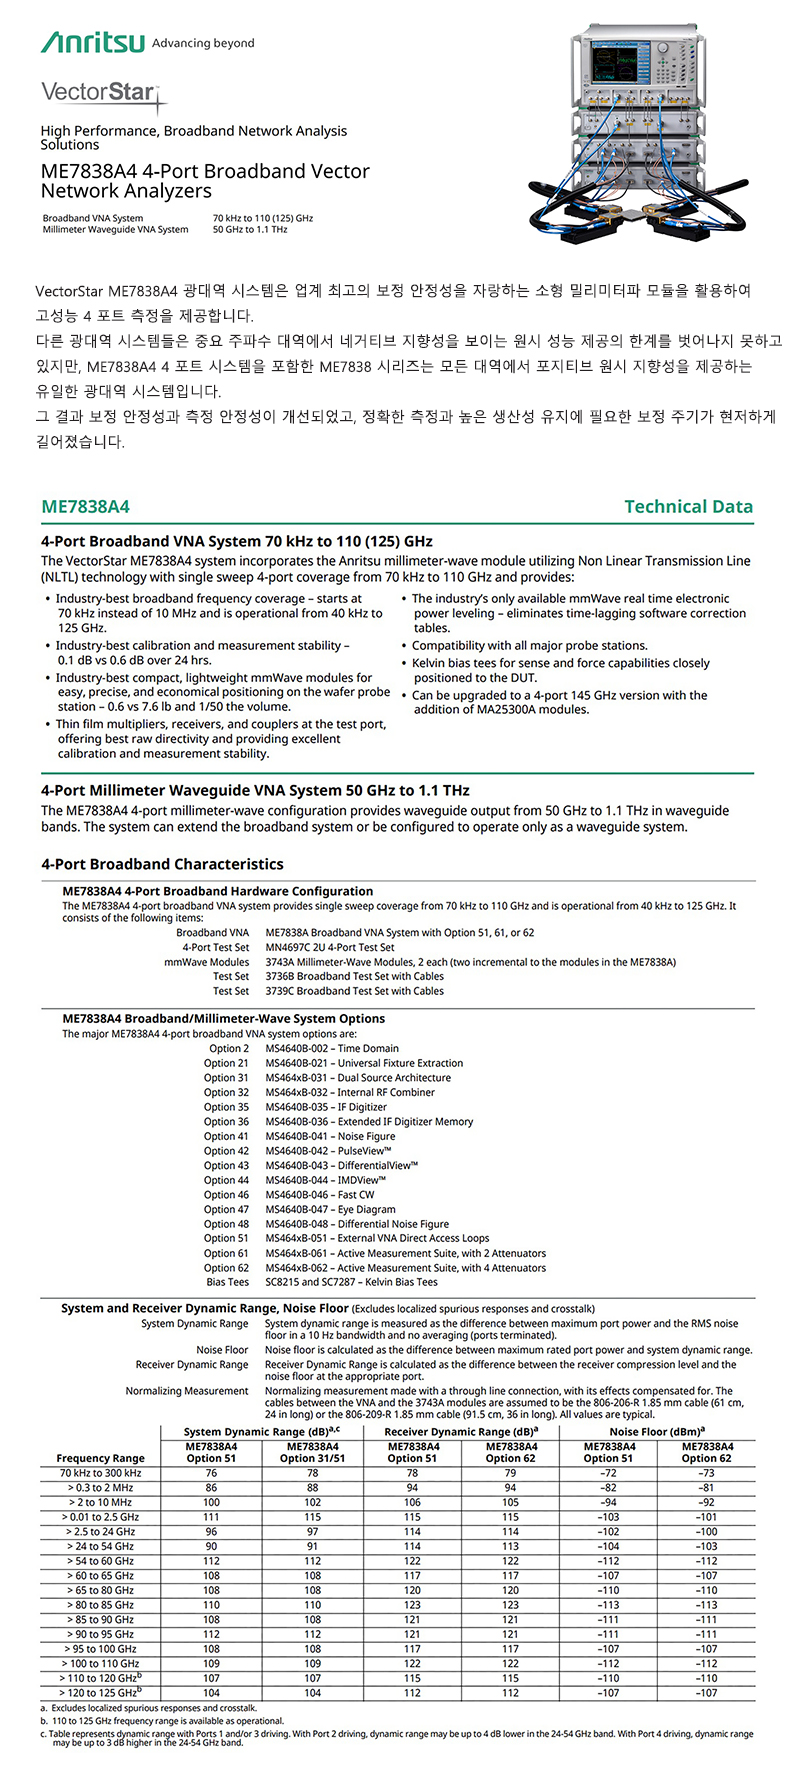 Anritsu Advancing beyond
VectorStar
High Performance, Broadband Network Analysis
Solutions
ME7838A4 4-Port Broadband Vector
Network Analyzers
Broadband VNA System 70 kHz to 110 (125) GHz
Millimeter Waveguide VNA System 50 GHz to 1.1 THz
VectorStar ME7838A4 광대역 시스템은 업계 최고의 보정 안정성을 자랑하는 소형 밀리미터파 모듈을 활용하여
고성능 4 포트 측정을 제공합니다.
다른 광대역 시스템들은 중요 주파수 대역에서 네거티브 지향성을 보이는 원시 성능 제공의 한계를 벗어나지 못하고
있지만, ME7838A4 4 포트 시스템을 포함한 ME7838 시리즈는 모든 대역에서 포지티브 원시 지향성을 제공하는
유일한 광대역 시스템입니다.
그 결과 보정 안정성과 측정 안정성이 개선되었고, 정확한 측정과 높은 생산성 유지에 필요한 보정 주기가 현저하게
길어졌습니다.
ME7838A4 Technical Data
4-Port Broadband VNA System 70 kHz to 110 (125) GHz
The VectorStar ME7838A4 system incorporates the Anritsu millimeter-wave module utilizing Non Linear Transmission Line
(NLTL) technology with single sweep 4-port coverage from 70 kHz to 110 GHz and provides:
• Industry-best broadband frequency coverage – starts at
70 kHz instead of 10 MHz and is operational from 40 kHz to
125 GHz.
• Industry-best calibration and measurement stability –
0.1 dB vs 0.6 dB over 24 hrs.
• Industry-best compact, lightweight mmWave modules for
easy, precise, and economical positioning on the wafer probe
station – 0.6 vs 7.6 lb and 1/50 the volume.
• Thin film multipliers, receivers, and couplers at the test port,
offering best raw directivity and providing excellent
calibration and measurement stability.
• The industry's only available mmWave real time electronic
power leveling – eliminates time-lagging software correction
tables.
• Compatibility with all major probe stations.
• Kelvin bias tees for sense and force capabilities closely
positioned to the DUT.
• Can be upgraded to a 4-port 145 GHz version with the
addition of MA25300A modules.
4-Port Millimeter Waveguide VNA System 50 GHz to 1.1 THz
The ME7838A4 4-port millimeter-wave configuration provides waveguide output from 50 GHz to 1.1 THz in waveguide
bands. The system can extend the broadband system or be configured to operate only as a waveguide system.
4-Port Broadband Characteristics
ME7838A4 4-Port Broadband Hardware Configuration
The ME7838A4 4-port broadband VNA system provides single sweep coverage from 70 kHz to 110 GHz and is operational from 40 kHz to 125 GHz. It
consists of the following items:
Broadband VNA ME7838A Broadband VNA System with Option 51, 61, or 62
4-Port Test Set MN4697C 2U 4-Port Test Set
mmWave Modules 3743A Millimeter-Wave Modules, 2 each (two incremental to the modules in the ME7838A)
Test Set 3736B Broadband Test Set with Cables
Test Set 3739C Broadband Test Set with Cables
ME7838A4 Broadband/Millimeter-Wave System Options
The major ME7838A4 4-port broadband VNA system options are:
Option 2 MS4640B-002 – Time Domain
Option 21 MS4640B-021 – Universal Fixture Extraction
Option 31 MS464xB-031 – Dual Source Architecture
Option 32 MS464xB-032 – Internal RF Combiner
Option 35 MS4640B-035 – IF Digitizer
Option 36 MS4640B-036 – Extended IF Digitizer Memory
Option 41 MS4640B-041 – Noise Figure
Option 42 MS4640B-042 – PulseView™
Option 43 MS4640B-043 – DifferentialView™
Option 44 MS4640B-044 – IMDView™
Option 46 MS4640B-046 – Fast CW
Option 47 MS4640B-047 – Eye Diagram
Option 48 MS4640B-048 – Differential Noise Figure
Option 51 MS464xB-051 – External VNA Direct Access Loops
Option 61 MS464xB-061 – Active Measurement Suite, with 2 Attenuators
Option 62 MS464xB-062 – Active Measurement Suite, with 4 Attenuators
Bias Tees SC8215 and SC7287 – Kelvin Bias Tees
System and Receiver Dynamic Range, Noise Floor (Excludes localized spurious responses and crosstalk)
System Dynamic Range System dynamic range is measured as the difference between maximum port power and the RMS noise
floor in a 10 Hz bandwidth and no averaging (ports terminated).
Noise Floor Noise floor is calculated as the difference between maximum rated port power and system dynamic range.
Receiver Dynamic Range Receiver Dynamic Range is calculated as the difference between the receiver compression level and the
noise floor at the appropriate port.
Normalizing Measurement Normalizing measurement made with a through line connection, with its effects compensated for. The
cables between the VNA and the 3743A modules are assumed to be the 806-206-R 1.85 mm cable (61 cm,
24 in long) or the 806-209-R 1.85 mm cable (91.5 cm, 36 in long). All values are typical.
System Dynamic Range (dB)a,c Receiver Dynamic Range (dB)a Noise Floor (dBm)a
ME7838A4 ME7838A4 ME7838A4 ME7838A4 ME7838A4 ME7838A4
Frequency Range Option 51 Option 31/51 Option 51 Option 62 Option 51 Option 62
70 kHz to 300 kHz 76 78 78 79 –72 –73
> 0.3 to 2 MHz 86 88 94 94 –82 –81
> 2 to 10 MHz 100 102 106 105 –94 –92
> 0.01 to 2.5 GHz 111 115 115 115 –103 –101
> 2.5 to 24 GHz 96 97 114 114 –102 –100
> 24 to 54 GHz 90 91 114 113 –104 –103
> 54 to 60 GHz 112 112 122 122 –112 –112
> 60 to 65 GHz 108 108 117 117 –107 –107
> 65 to 80 GHz 108 108 120 120 –110 –110
> 80 to 85 GHz 110 110 123 123 –113 –113
> 85 to 90 GHz 108 108 121 121 –111 –111
> 90 to 95 GHz 112 112 121 121 –111 –111
> 95 to 100 GHz 108 108 117 117 –107 –107
> 100 to 110 GHz 109 109 122 122 –112 –112
> 110 to 120 GHzb 107 107 115 115 –110 –110
> 120 to 125 GHzb 104 104 112 112 –107 –107
a. Excludes localized spurious responses and crosstalk.
b. 110 to 125 GHz frequency range is available as operational.
c. Table represents dynamic range with Ports 1 and/or 3 driving. With Port 2 driving, dynamic range may be up to 4 dB lower in the 24-54 GHz band. With Port 4 driving, dynamic range
may be up to 3 dB higher in the 24-54 GHz band.